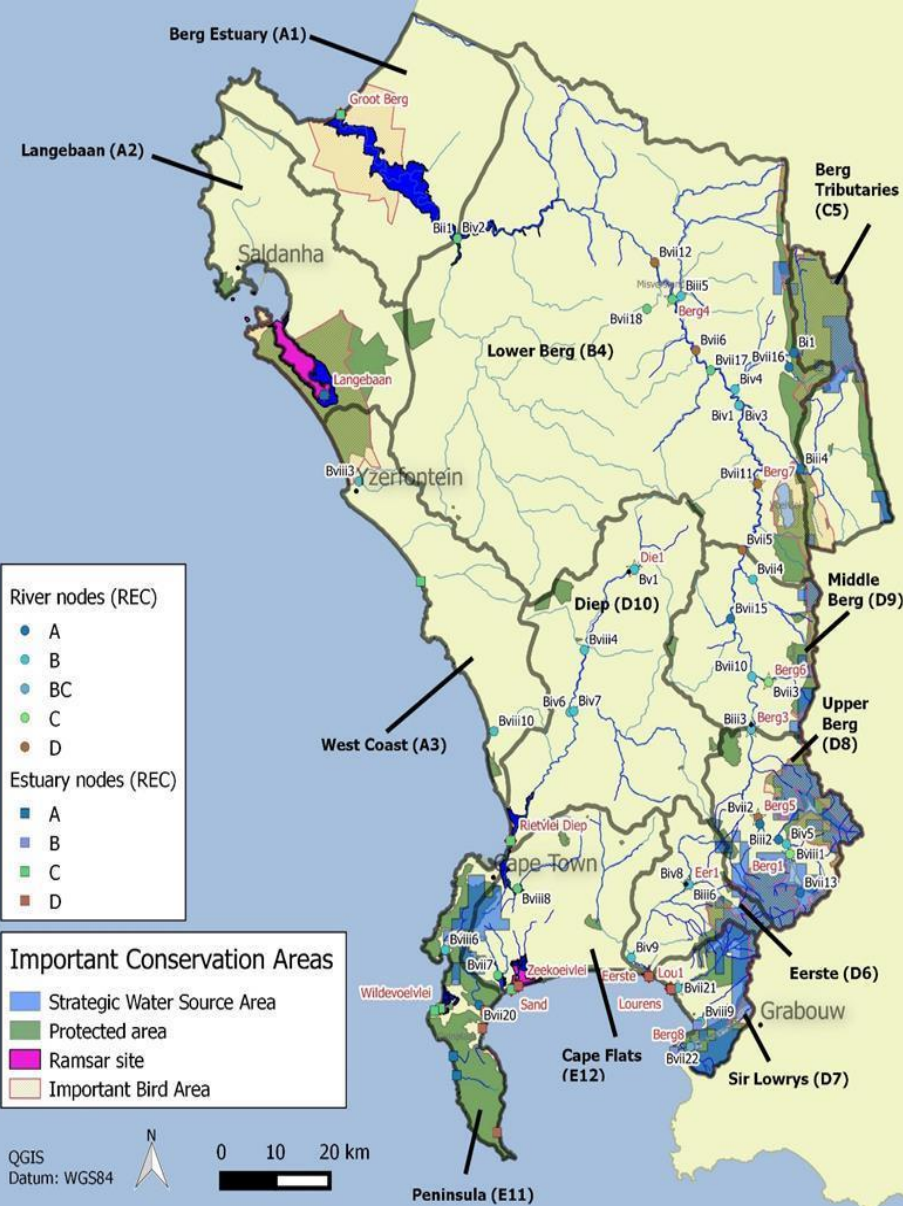 Berg Estuary (A1)
Groot Berg
Langebaan (A2)
Berg
Tributaries
(C5)
Bii1
Biv2
Saldanha
Bvii12
Biii5
Berg4
Bvii18
Lower Berg (B4)
Bvii6
Bvii17
Bvii16
Bi1
Langebaan
Biv4
Biv1
Biv3
Bviii3
Yzerfontein
Bvii11
Berg7
Biii4
Bvii5
Die1
Bv1
Bvii4
Middle
Berg (D9)
Diep (D10)
Bvii15
River nodes (REC)
A
B
BC
C
D
Estuary nodes (REC)
A
B
C
D
Bviii4
Bvii10
Berg6
Bvii3
Upper
Berg
(D8)
Biv6
Biv7
Biii3
Berg3
Bviii10
West Coast (A3)
Bvii2
Berg5
Rietvlei Diep
Biii2
Biv5
Bviii1
Cape Town
Berg1
Biv8
Eer1
Bvii13
Bviii8
Biii6
Important Conservation Areas
Strategic Water Source Area
Protected area
Ramsar site
Important Bird Area
Bviii6
Biv9
Eerste (D6)
Bvii7
Zeekoeivlei
Eerste
Lou1
Wildevoelvlei
Sand
Lourens
Bvii21
Bvii20
Bviii9
Grabouw
Berg8
Bvii22
Cape Flats
(E12)
Sir Lowrys (D7)
QGIS
Datum: WGS84
N
0 10 20 km
Peninsula (E11)